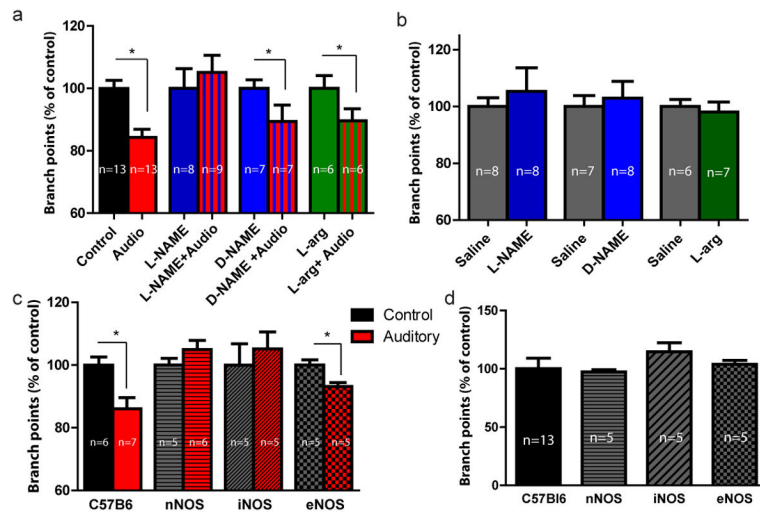 a
Branch points (% of control)
120
100
80
60
*
*
*
n=13
n=13
n=8
n=9
n=7
n=7
n=6
n=6
Control
Audio
L-NAME
L-NAME+Audio
D-NAME
D-NAME +Audio
L-arg
L-arg+ Audio
b
Branch points (% of control)
120
100
80
60
n=8
n=8
n=7
n=8
n=6
n=7
Saline
L-NAME
Saline
D-NAME
Saline
L-arg
c
Branch points (% of control)
120
100
80
60
*
*
Control
Auditory
n=6
n=7
n=5
n=6
n=5
n=5
n=5
n=5
C57B6
nNOS
iNOS
eNOS
d
Branch points (% of control)
150
100
50
0
n=13
n=5
n=5
n=5
C57Bl6
nNOS
iNOS
eNOS